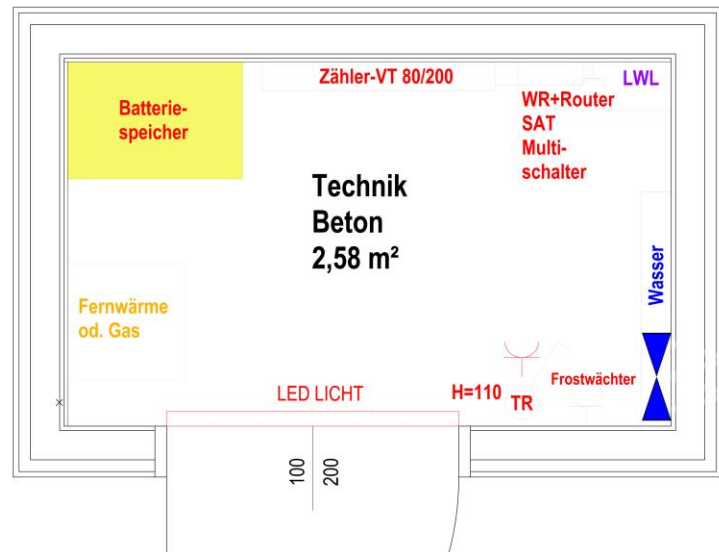 Zähler-VT 80/200
LWL
Batterie-
speicher
WR+Router
SAT
Multi-
schalter
Technik
Beton
2,58 m²
Wasser
Fernwärme
od. Gas
Frostwächter
LED LICHT
H=110
TR
100
200